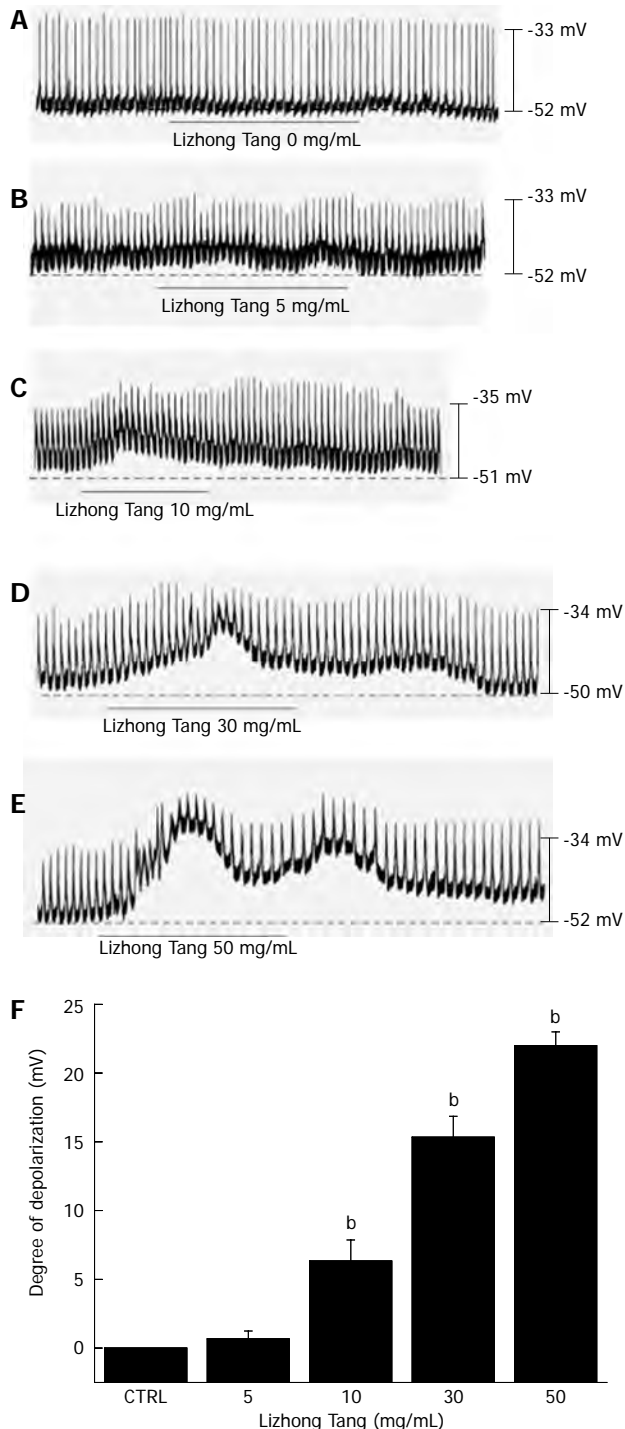 A
-33 mV
-52 mV
Lizhong Tang 0 mg/mL
B
-33 mV
-52 mV
Lizhong Tang 5 mg/mL
C
-35 mV
-51 mV
Lizhong Tang 10 mg/mL
D
-34 mV
-50 mV
Lizhong Tang 30 mg/mL
E
-34 mV
-52 mV
Lizhong Tang 50 mg/mL
F
Degree of depolarization (mV)
25
20
15
10
5
0
b
b
b
CTRL 5 10 30 50
Lizhong Tang (mg/mL)